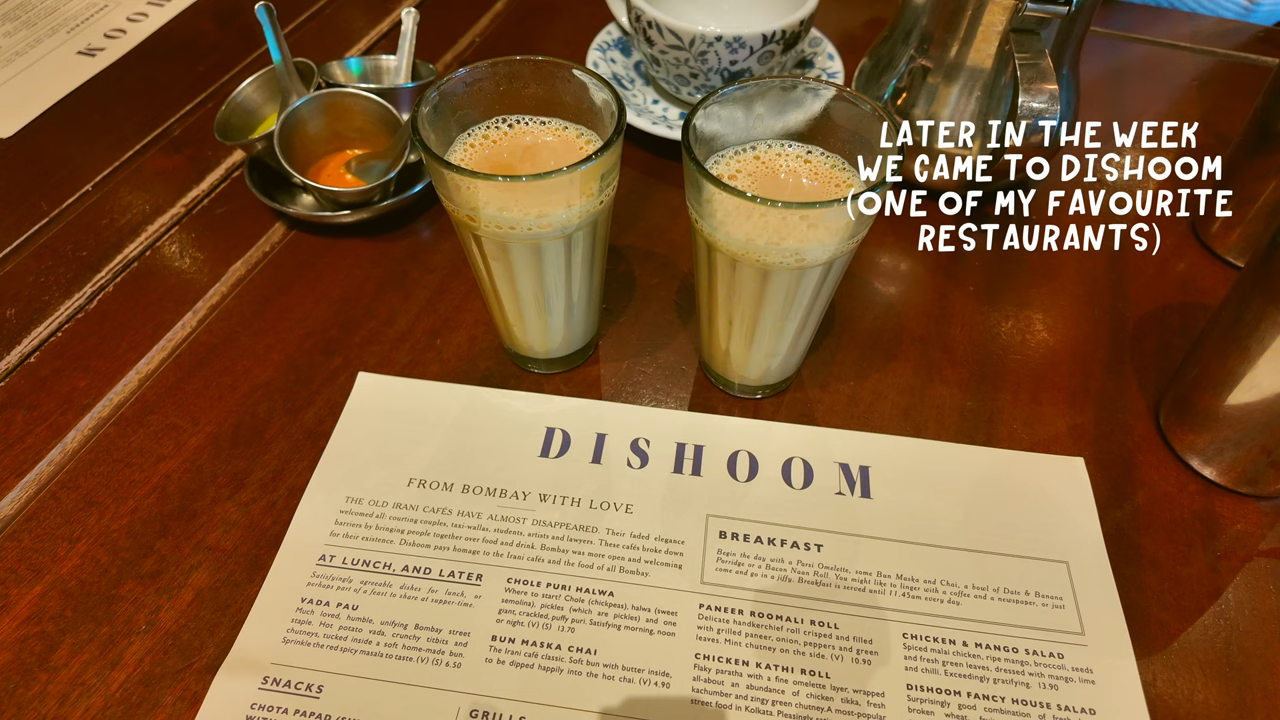 LATER IN THE WEEK
WE CAME TO DISHOOM
(ONE OF MY FAVOURITE
RESTAURANTS)
DISHOOM
FROM BOMBAY WITH LOVE
THE OLD IRANI CAFÉS HAVE ALMOST DISAPPEARED. Their faded elegance
welcomed all: courting couples, taxi-wallas, students, artists and lawyers. These cafés broke down
barriers by bringing people together over food and drink. Bombay was more open and welcoming
for their existence. Dishoom pays homage to the Irani cafés and the food of all Bombay.
BREAKFAST
Begin the day with a Parsi Omelette, some Bun Maska and Chai, a bowl of Date & Banana
Porridge or a Bacon Naan Roll. You might like to linger with a coffee and a newspaper, or just
come and go in a jiffy. Breakfast is served until 11.45am every day.
AT LUNCH, AND LATER
Satisfyingly agreeable dishes for lunch, or
perhaps part of a feast to share at supper-time.
VADA PAU
Much loved, humble, unifying Bombay street
staple. Hot potato vada, crunchy titbits and
chutneys, tucked inside a soft home-made bun.
Sprinkle the red spicy masala to taste. (V) (S) 6.50
CHOLE PURI HALWA
Where to start? Chole (chickpeas), halwa (sweet
semolina), pickles (which are pickles) and one
giant, crackled, puffy puri. Satisfying morning, noon
or night. (V) (S) 13.70
BUN MASKA CHAI
The Irani café classic. Soft bun with butter inside,
to be dipped happily into the hot chai. (V) 4.90
PANEER ROOMALI ROLL
Delicate handkerchief roll crisped and filled
with grilled paneer, onion, peppers and green
leaves. Mint chutney on the side. (V) 10.90
CHICKEN KATHI ROLL
Flaky paratha with a fine omelette layer, wrapped
all-about an abundance of chicken tikka, fresh
kachumber and zingy green chutney. A most-popular
street food in Kolkata. Pleasingly
CHICKEN & MANGO SALAD
Spiced malai chicken, ripe mango, broccoli, seeds
and fresh green leaves, dressed with mango, lime
and chilli. Exceedingly gratifying. 13.90
DISHOOM FANCY HOUSE SALAD
Surprisingly good combination of fresh
broken wheat,
SNACKS
CHOTA PAPAD
GRILLS
OOM
BREAKFAST